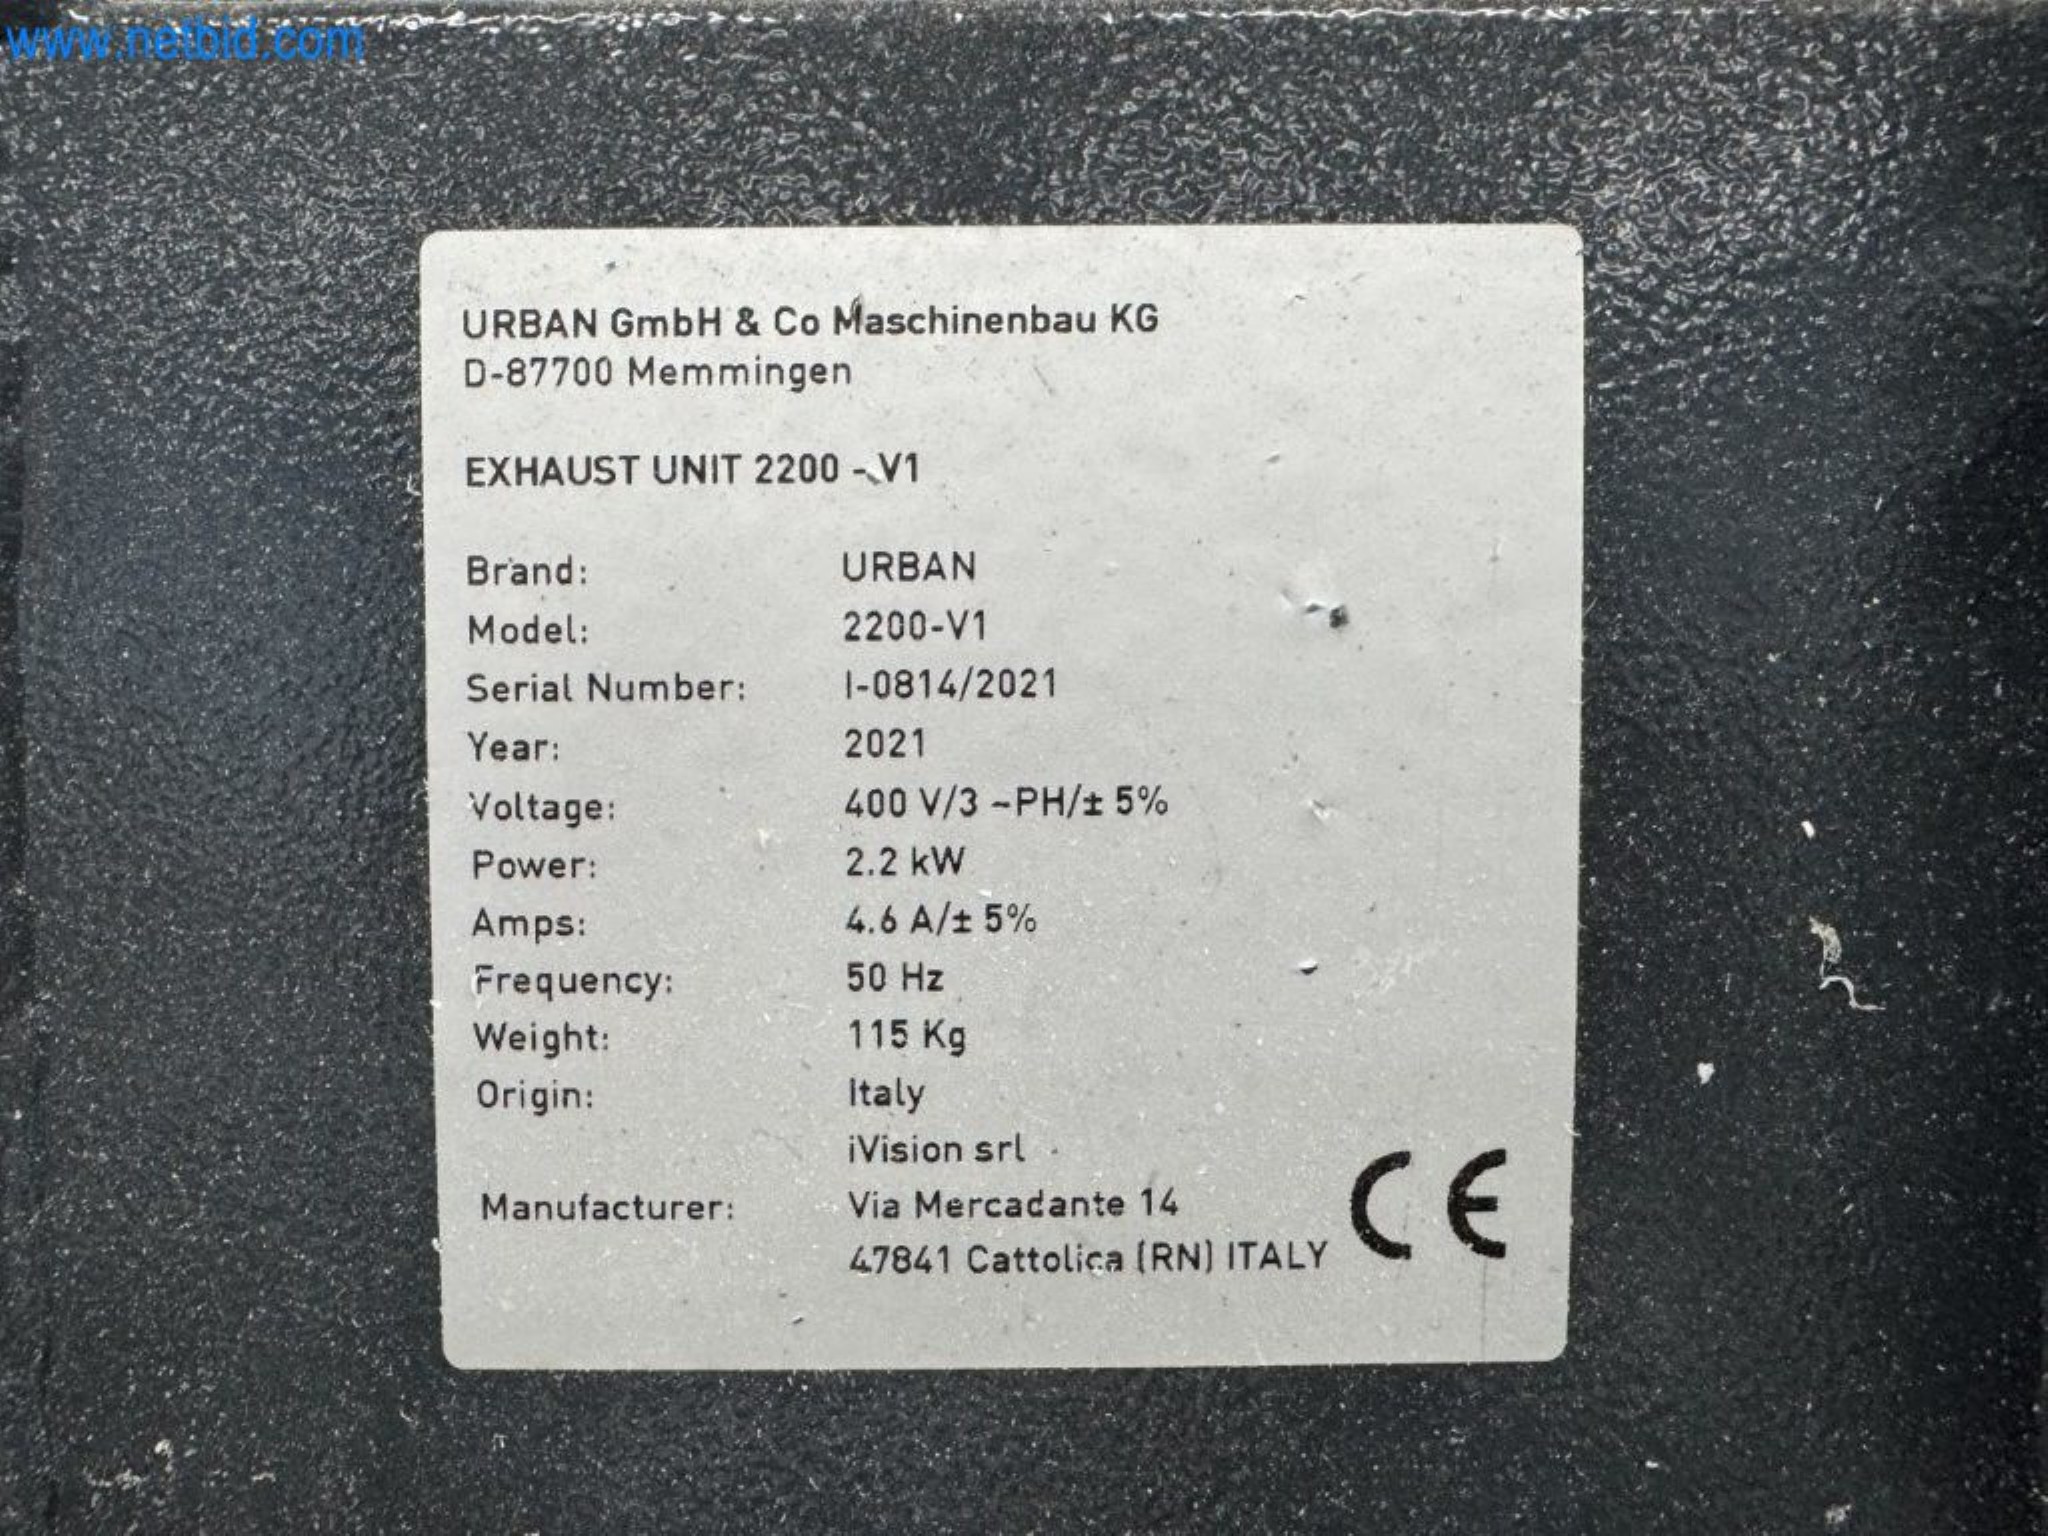 www.netbid.com
URBAN GmbH & Co Maschinenbau KG
D-87700 Memmingen
EXHAUST UNIT 2200 - V1
Brand: URBAN
Model: 2200-V1
Serial Number: I-0814/2021
Year: 2021
Voltage: 400 V/3 ~PH/± 5%
Power: 2.2 kW
Amps: 4.6 A/± 5%
Frequency: 50 Hz
Weight: 115 Kg
Origin: Italy
iVision srl
Manufacturer: Via Mercadante 14
47841 Cattolica (RN) ITALY
CE